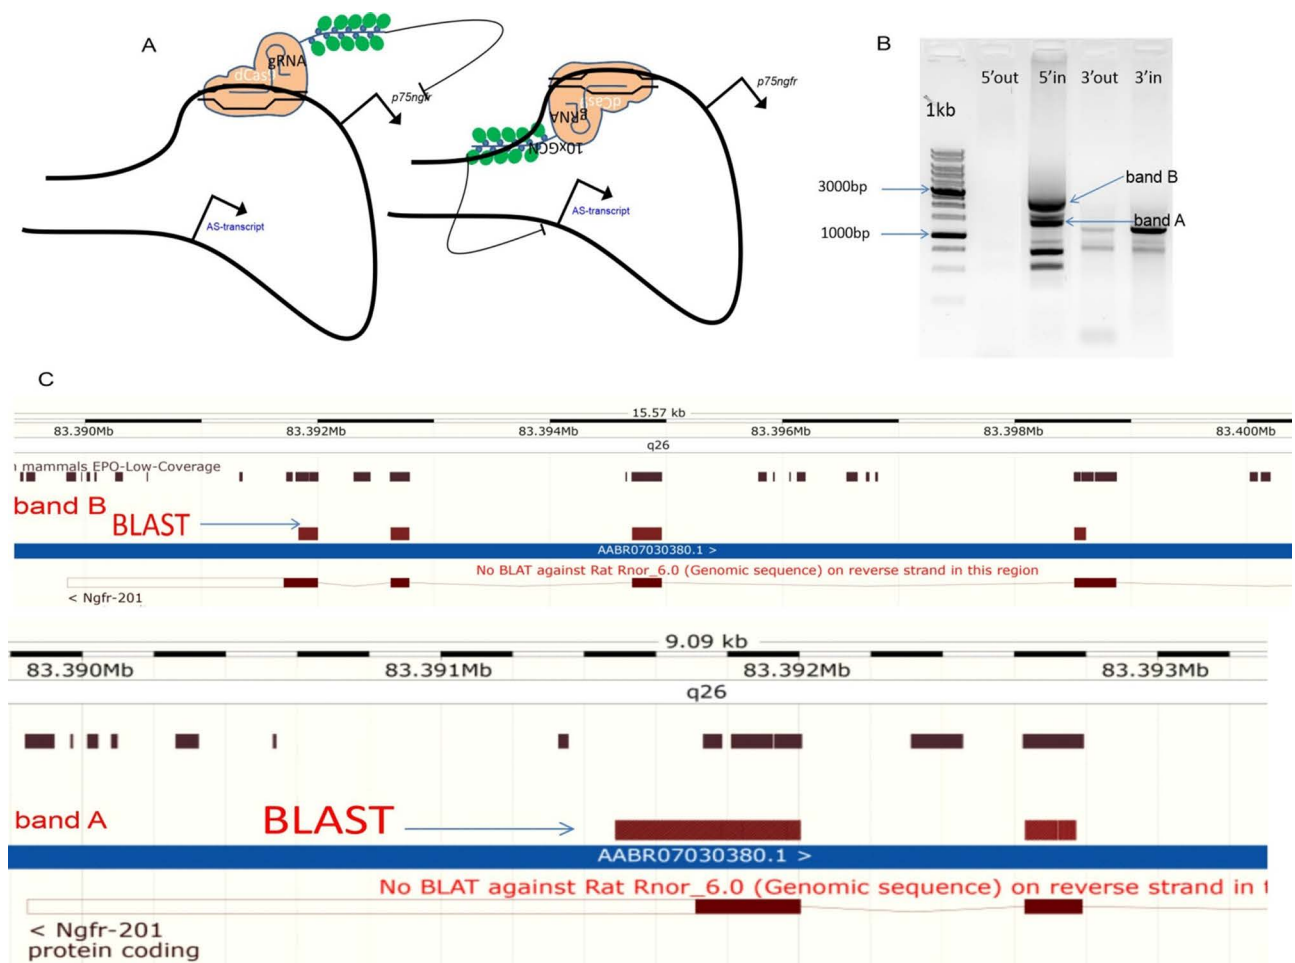 A
gRNA
dCas9
p75ngfr
AS-transcript
dCas9
gRNA
10xGCN
p75ngfr
AS-transcript
B
5'out 5'in 3'out 3'in
1kb
3000bp
band B
band A
1000bp
C
15.57 kb
83.390Mb 83.392Mb 83.394Mb 83.396Mb 83.398Mb 83.400Mb
q26
mammals EPO-Low-Coverage
band B
BLAST
AABR07030380.1 >
No BLAT against Rat Rnor_6.0 (Genomic sequence) on reverse strand in this region
< Ngfr-201
9.09 kb
83.390Mb 83.391Mb 83.392Mb 83.393Mb
q26
band A BLAST
AABR07030380.1 >
No BLAT against Rat Rnor_6.0 (Genomic sequence) on reverse strand in
< Ngfr-201
protein coding